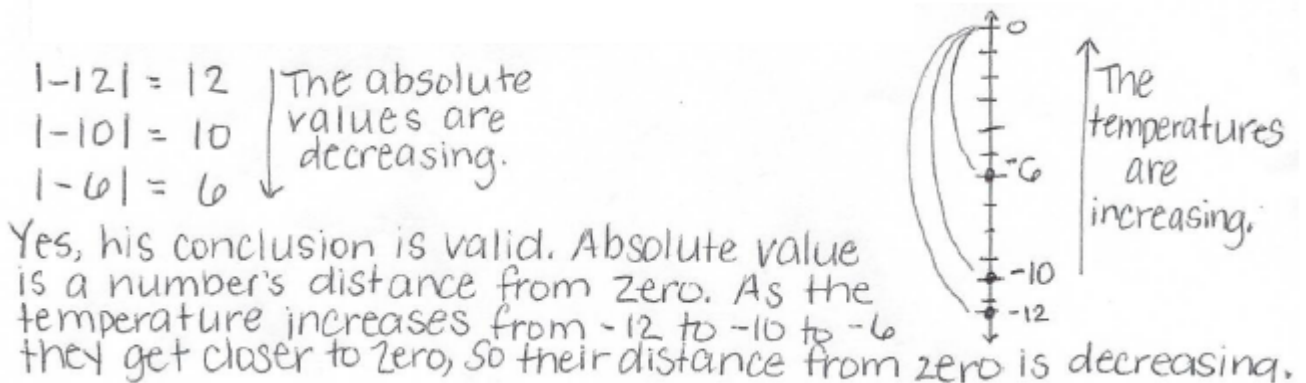 |-12| = 12
|-10| = 10
|-6| = 6
The absolute
values are
decreasing.
0
-6
-10
-12
The
temperatures
are
increasing.
Yes, his conclusion is valid. Absolute value
is a number's distance from zero. As the
temperature increases from -12 to -10 to -6
they get closer to zero, so their distance from zero is decreasing.